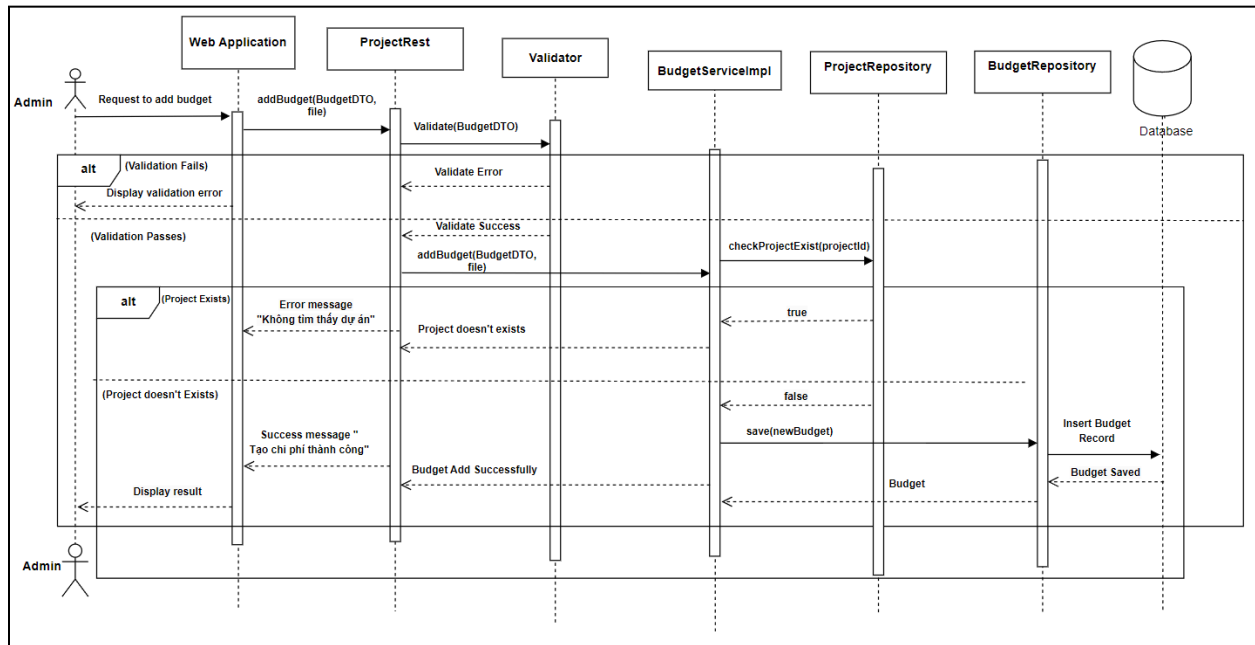 Web Application
ProjectRest
Validator
BudgetServiceImpl
ProjectRepository
BudgetRepository
Admin
Request to add budget
addBudget(BudgetDTO,
file)
Validate(BudgetDTO)
Database
alt
(Validation Fails)
Validate Error
Display validation error
Validate Success
(Validation Passes)
addBudget(BudgetDTO,
file)
checkProjectExist(projectId)
alt
(Project Exists)
Error message
"Không tìm thấy dự án"
true
Project doesn't exists
(Project doesn't Exists)
false
Success message "
Tạo chi phí thành công"
save(newBudget)
Insert Budget
Record
Budget Add Successfully
Budget Saved
Budget
Display result
Admin